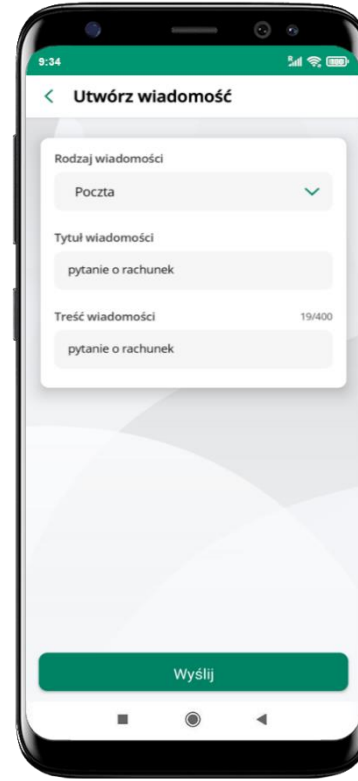 9:34
Utwórz wiadomość
Rodzaj wiadomości
Poczta
Tytuł wiadomości
pytanie o rachunek
Treść wiadomości 19/400
pytanie o rachunek
Wyślij